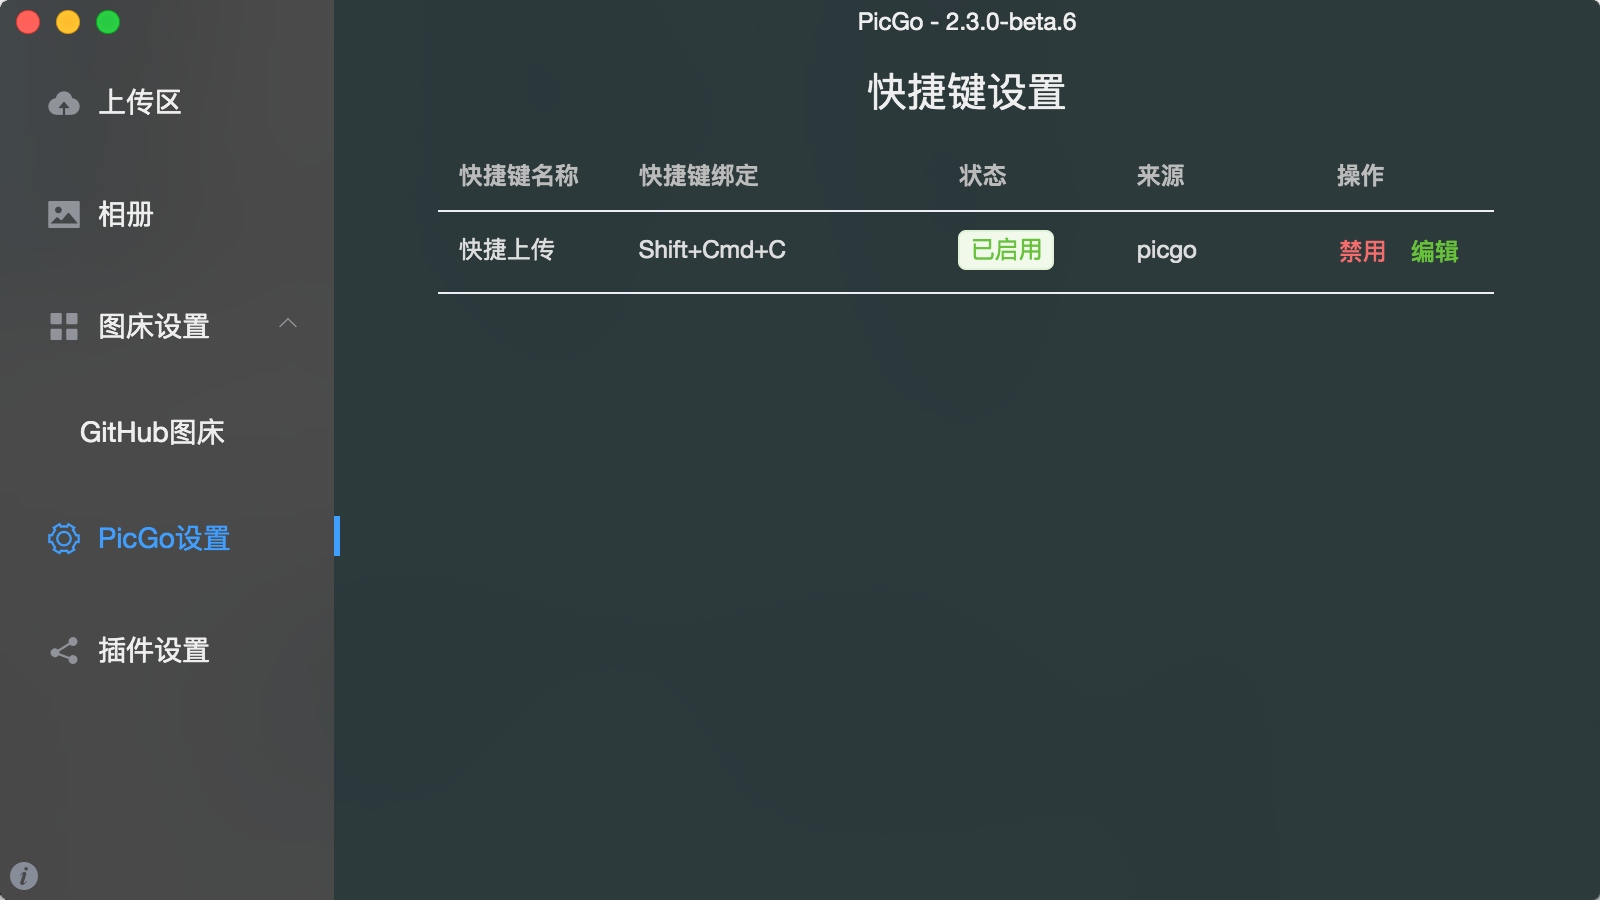 PicGo - 2.3.0-beta.6
上传区
相册
图床设置
GitHub图床
PicGo设置
插件设置
快捷键设置
快捷键名称 快捷键绑定 状态 来源 操作
快捷上传 Shift+Cmd+C 已启用 picgo 禁用 编辑
i